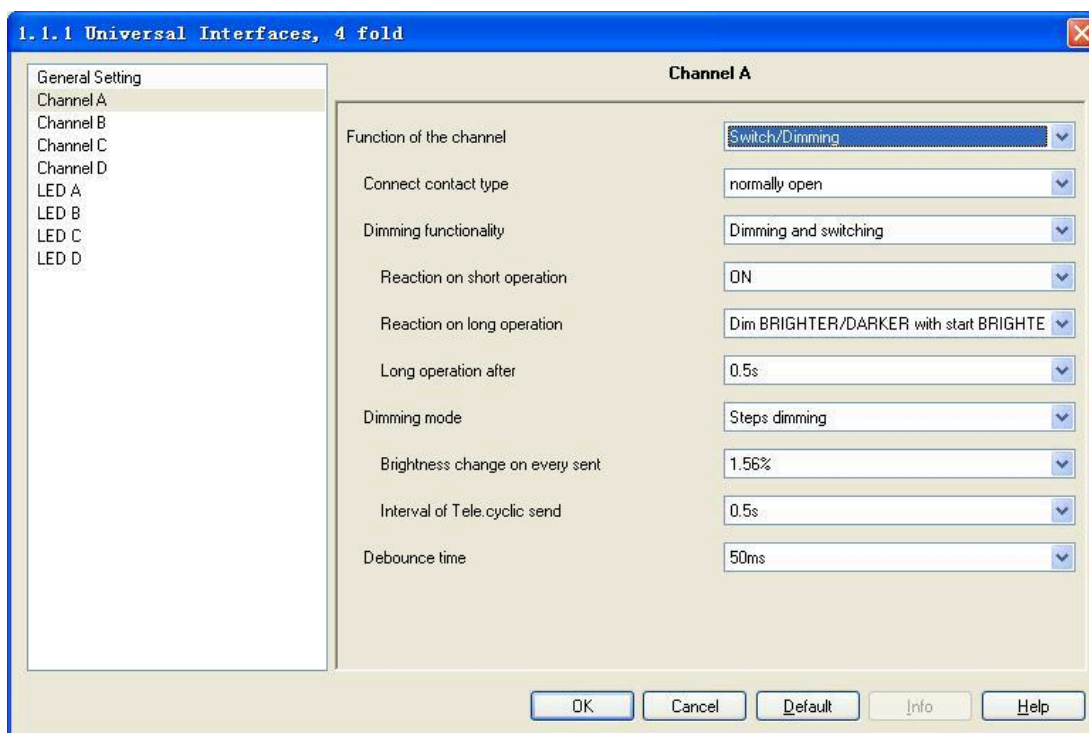 1.1.1 Universal Interfaces, 4 fold
General Setting
Channel A
Channel B
Channel C
Channel D
LED A
LED B
LED C
LED D
Channel A
Function of the channel Switch/Dimming
Connect contact type normally open
Dimming functionality Dimming and switching
Reaction on short operation ON
Reaction on long operation Dim BRIGHTER/DARKER with start BRIGHTE
Long operation after 0.5s
Dimming mode Steps dimming
Brightness change on every sent 1.56%
Interval of Tele.cyclic send 0.5s
Debounce time 50ms
OK Cancel Default Info Help